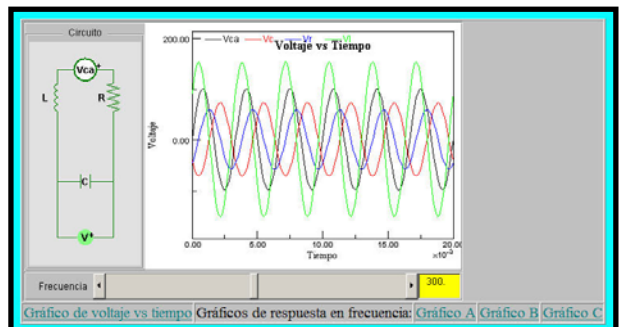 Circuito
Vca
L
R
C
V
200.00
Vca
Vc
Vr
Vl
Voltaje vs Tiempo
Voltaje
0.00
0.00
5.00
10.00
15.00
20.00
Tiempo
×10⁻³
Frecuencia
300.
Gráfico de voltaje vs tiempo Gráficos de respuesta en frecuencia: Gráfico A Gráfico B Gráfico C